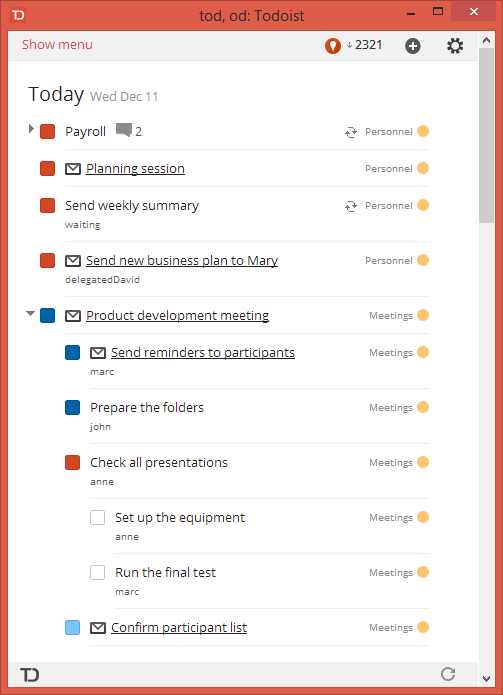 tod, od: Todoist
Show menu
2321
Today Wed Dec 11
Payroll 2 Personnel
Planning session Personnel
Send weekly summary Personnel
waiting
Send new business plan to Mary Personnel
delegatedDavid
Product development meeting Meetings
Send reminders to participants Meetings
marc
Prepare the folders Meetings
john
Check all presentations Meetings
anne
Set up the equipment Meetings
anne
Run the final test Meetings
marc
Confirm participant list Meetings